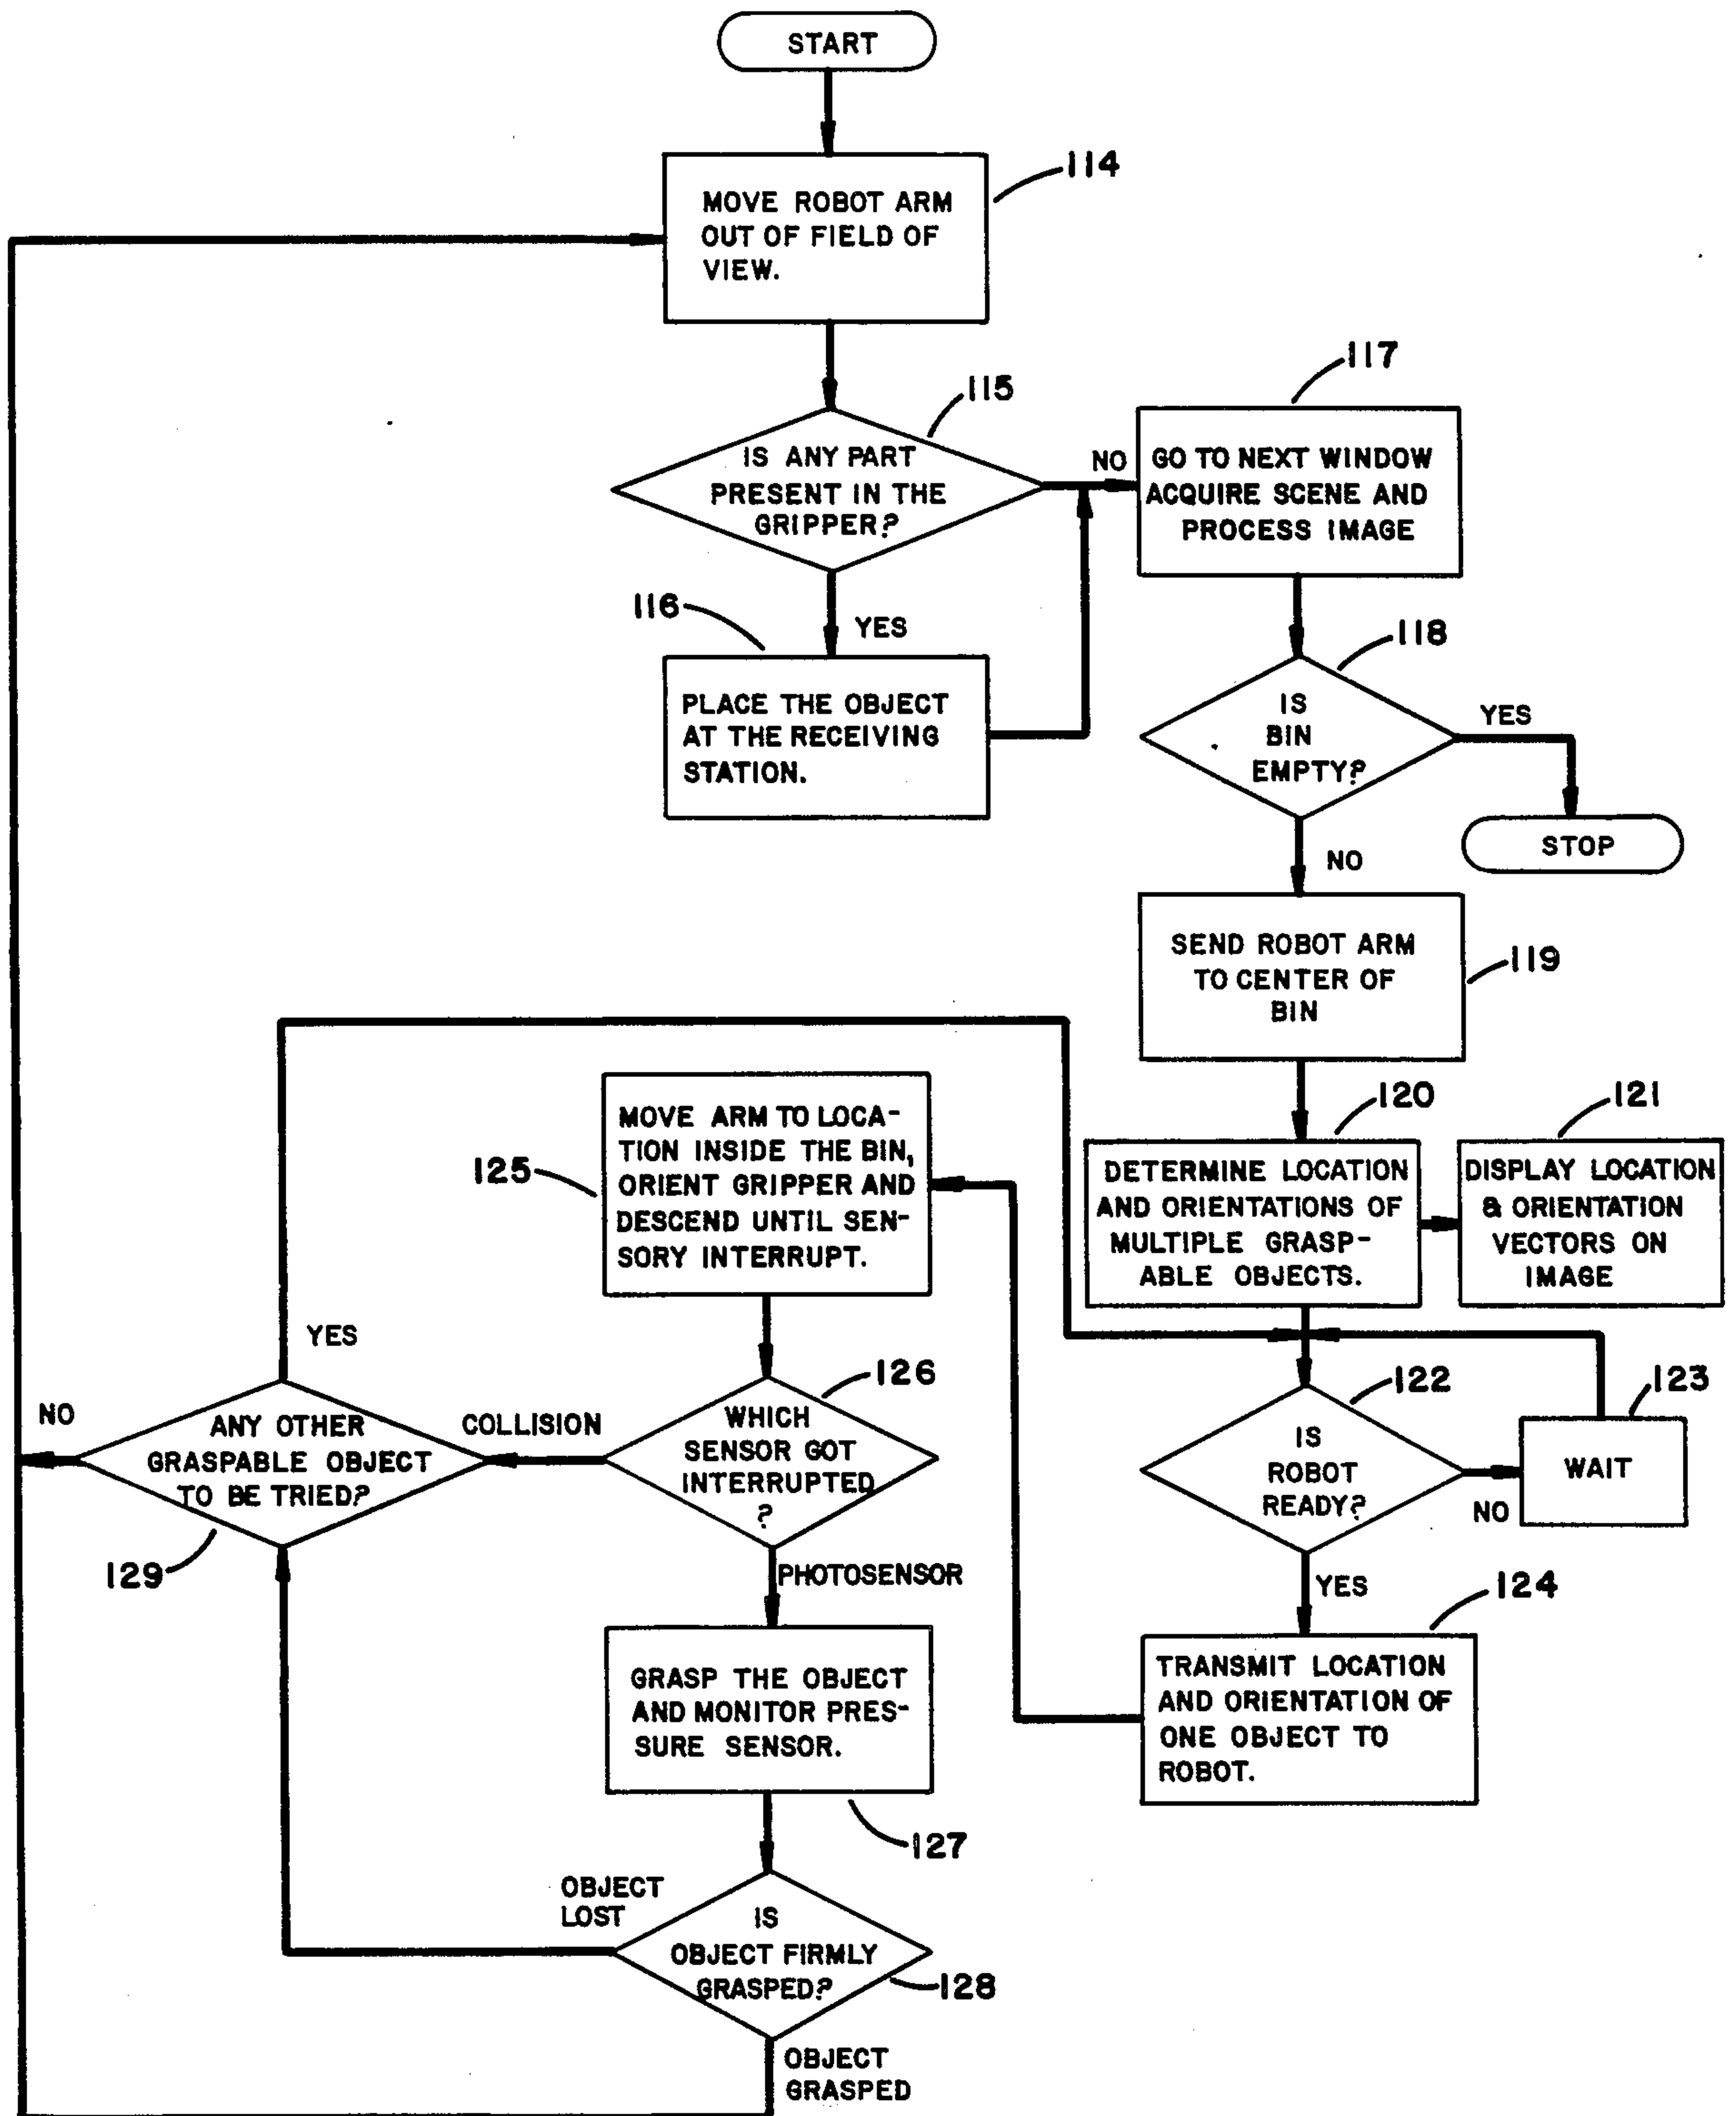 START
114
MOVE ROBOT ARM
OUT OF FIELD OF
VIEW.
115
IS ANY PART
PRESENT IN THE
GRIPPER?
NO
YES
116
PLACE THE OBJECT
AT THE RECEIVING
STATION.
117
GO TO NEXT WINDOW
ACQUIRE SCENE AND
PROCESS IMAGE
118
IS
BIN
EMPTY?
YES
STOP
NO
SEND ROBOT ARM
TO CENTER OF
BIN
119
120
DETERMINE LOCATION
AND ORIENTATIONS OF
MULTIPLE GRASP-
ABLE OBJECTS.
121
DISPLAY LOCATION
& ORIENTATION
VECTORS ON
IMAGE
122
IS
ROBOT
READY?
NO
123
WAIT
YES
124
TRANSMIT LOCATION
AND ORIENTATION OF
ONE OBJECT TO
ROBOT.
125
MOVE ARM TO LOCA-
TION INSIDE THE BIN,
ORIENT GRIPPER AND
DESCEND UNTIL SEN-
SORY INTERRUPT.
126
WHICH
SENSOR GOT
INTERRUPTED
?
COLLISION
PHOTOSENSOR
GRASP THE OBJECT
AND MONITOR PRES-
SURE SENSOR.
127
IS
OBJECT FIRMLY
GRASPED?
128
OBJECT
LOST
OBJECT
GRASPED
YES
NO
ANY OTHER
GRASPABLE OBJECT
TO BE TRIED?
129